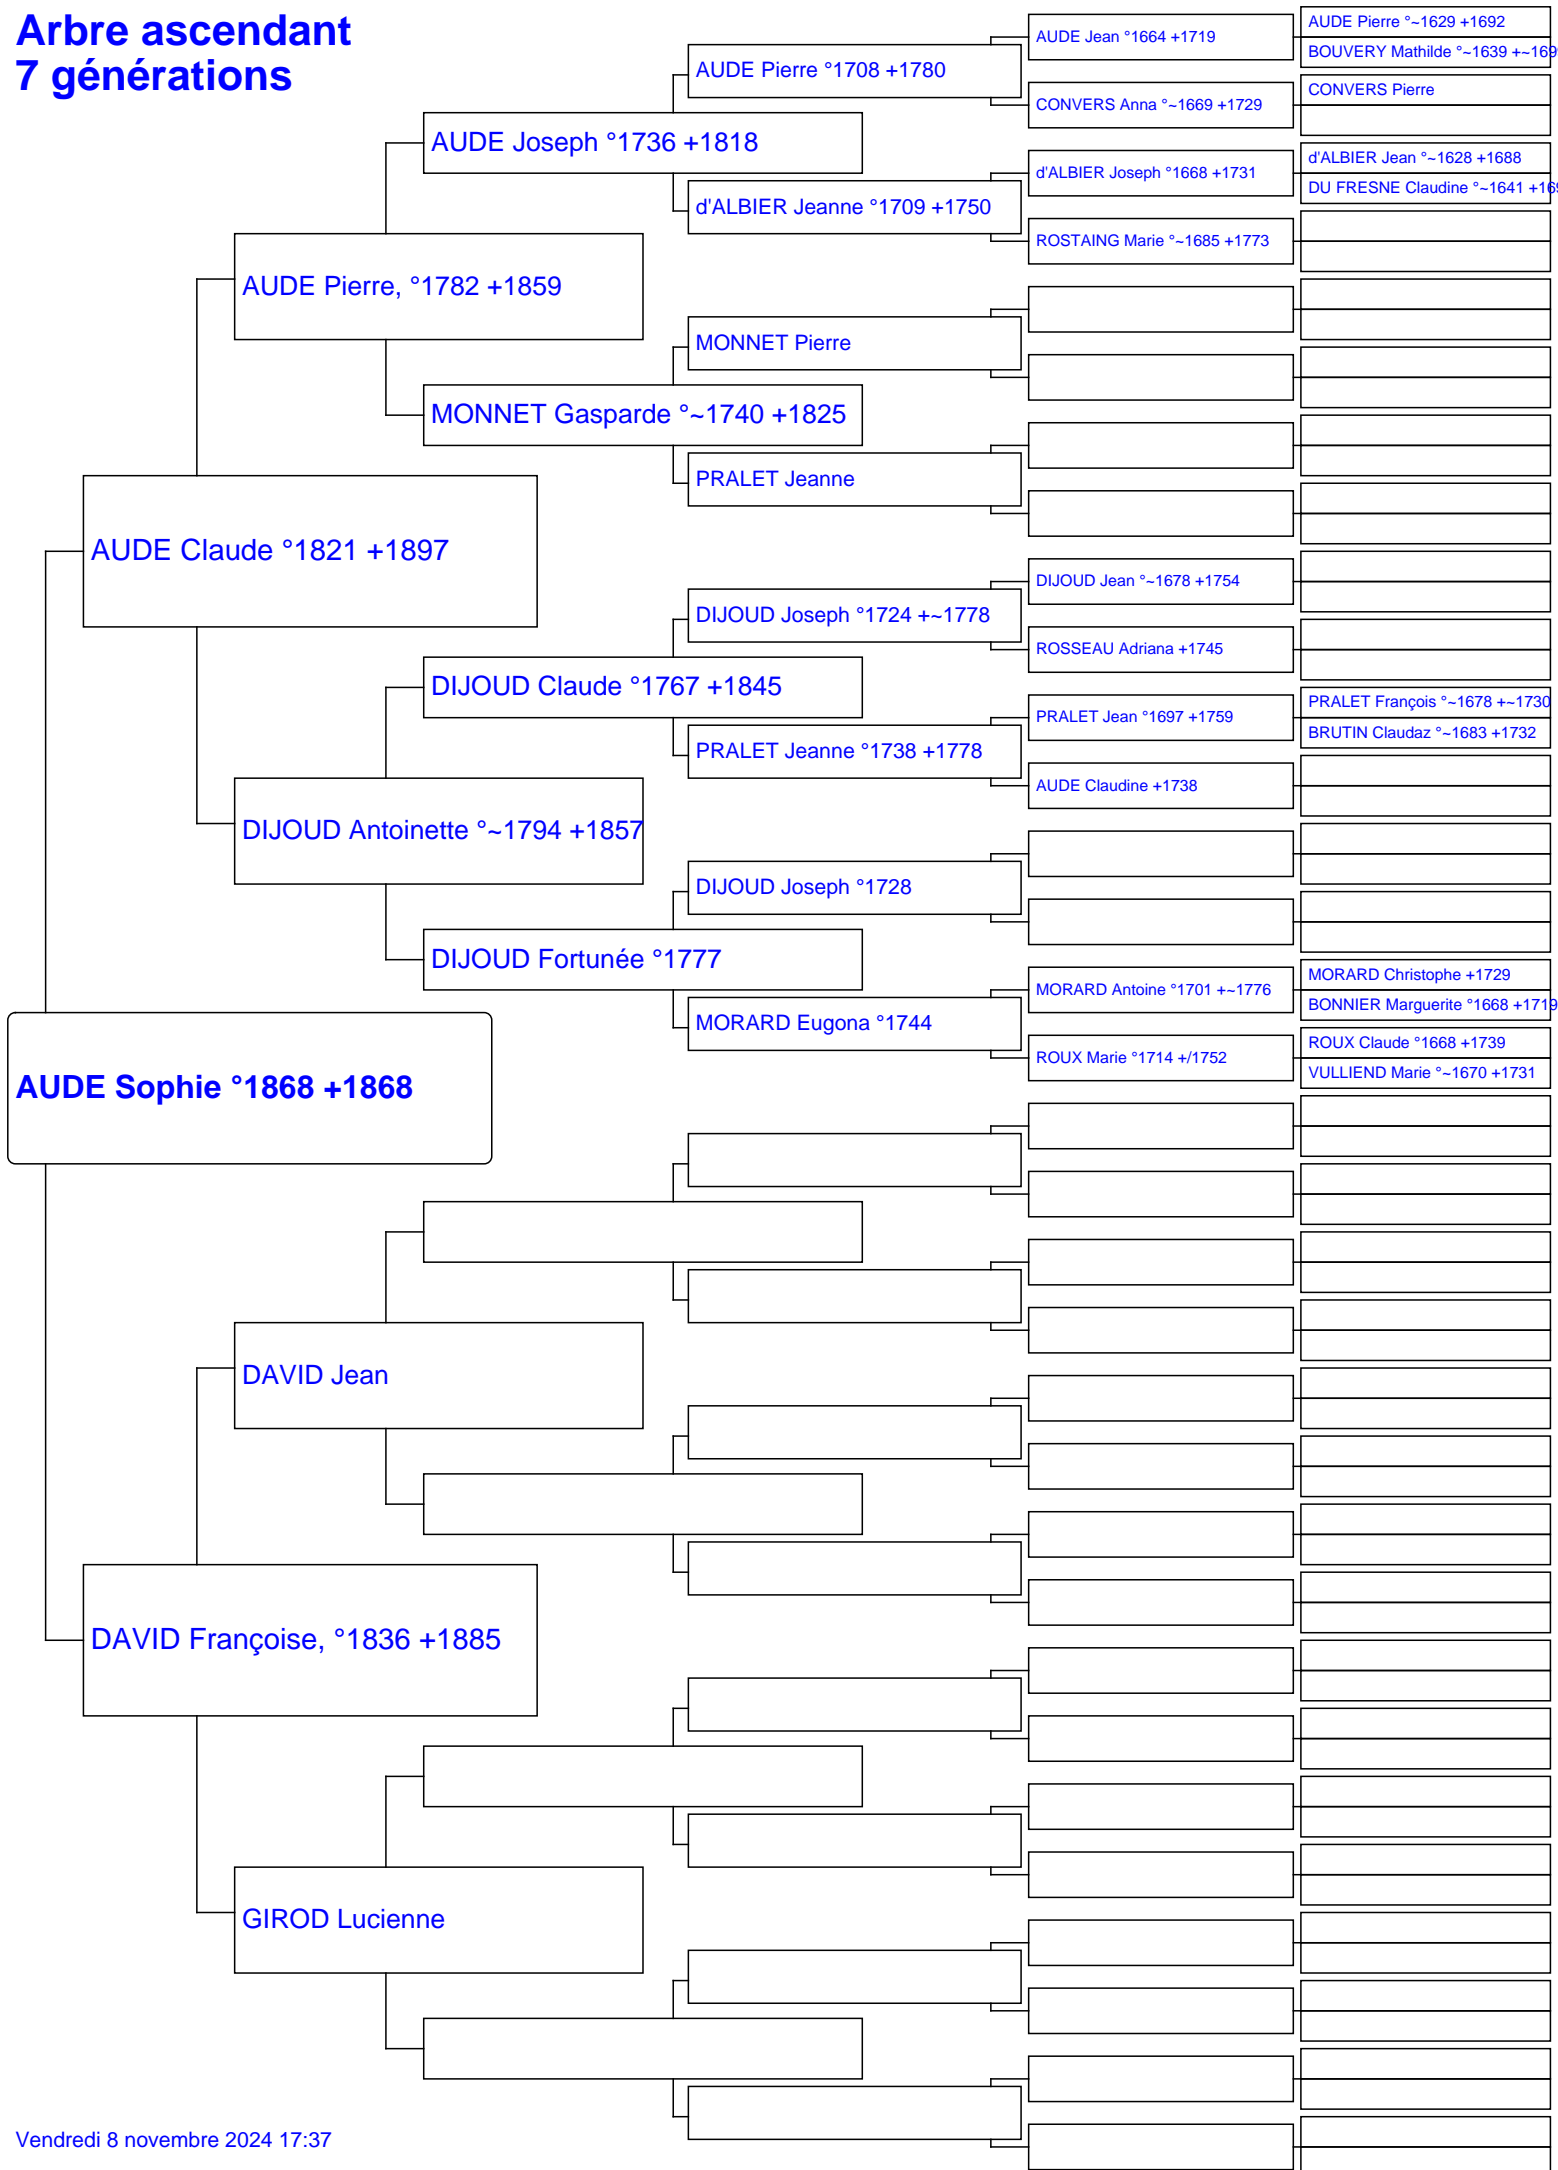 Arbre ascendant
7 générations
AUDE Sophie °1868 +1868
AUDE Claude °1821 +1897
DAVID Françoise, °1836 +1885
AUDE Pierre, °1782 +1859
DIJOUD Antoinette °~1794 +1857
DAVID Jean
GIROD Lucienne
AUDE Joseph °1736 +1818
MONNET Gasparde °~1740 +1825
DIJOUD Claude °1767 +1845
DIJOUD Fortunée °1777
AUDE Pierre °1708 +1780
d'ALBIER Jeanne °1709 +1750
MONNET Pierre
PRALET Jeanne
DIJOUD Joseph °1724 +~1778
PRALET Jeanne °1738 +1778
DIJOUD Joseph °1728
MORARD Eugona °1744
AUDE Jean °1664 +1719
CONVERS Anna °~1669 +1729
d'ALBIER Joseph °1668 +1731
ROSTAING Marie °~1685 +1773
DIJOUD Jean °~1678 +1754
ROSSEAU Adriana +1745
PRALET Jean °1697 +1759
AUDE Claudine +1738
MORARD Antoine °1701 +~1776
ROUX Marie °1714 +/1752
AUDE Pierre °~1629 +1692
BOUVERY Mathilde °~1639 +~169
CONVERS Pierre
d'ALBIER Jean °~1628 +1688
DU FRESNE Claudine °~1641 +169
PRALET François °~1678 +~1730
BRUTIN Claudaz °~1683 +1732
MORARD Christophe +1729
BONNIER Marguerite °1668 +1719
ROUX Claude °1668 +1739
VULLIEND Marie °~1670 +1731
Vendredi 8 novembre 2024 17:37